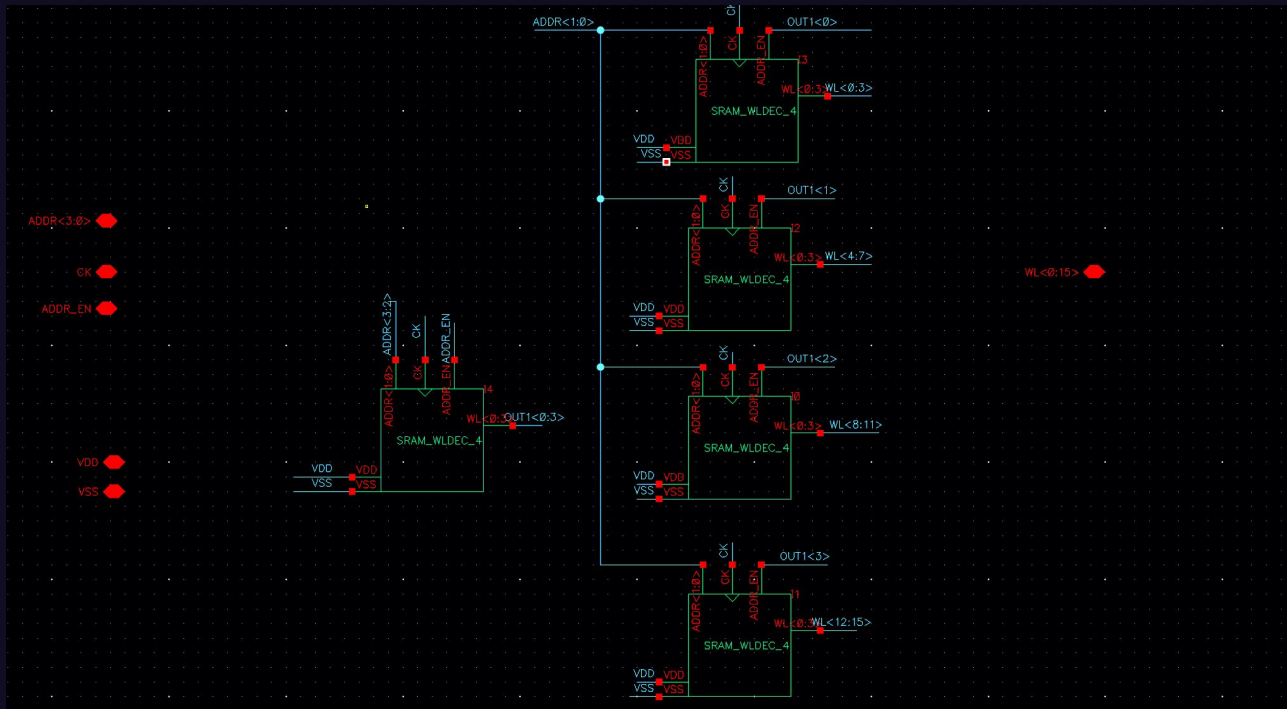 ADDR<3:0>
CK
ADDR_EN
VDD
VSS
ADDR<3:2>
CK
ADDR_EN
ADDR<1:0>
CK
ADDR_EN
I4
WL<0:3>
OUT1<0:3>
SRAM_WLDEC_4
VDD
VDD
VSS
VSS
ADDR<1:0>
CK
OUT1<0>
ADDR<1:0>
CK
ADDR_EN
I3
WL<0:3>
WL<0:3>
SRAM_WLDEC_4
VDD
VDD
VSS
VSS
CK
OUT1<1>
ADDR<1:0>
CK
ADDR_EN
I2
WL<0:3>
WL<4:7>
SRAM_WLDEC_4
VDD
VDD
VSS
VSS
CK
OUT1<2>
ADDR<1:0>
CK
ADDR_EN
I0
WL<0:3>
WL<8:11>
SRAM_WLDEC_4
VDD
VDD
VSS
VSS
CK
OUT1<3>
ADDR<1:0>
CK
ADDR_EN
I1
WL<0:3>
WL<12:15>
SRAM_WLDEC_4
VDD
VDD
VSS
VSS
WL<0:15>